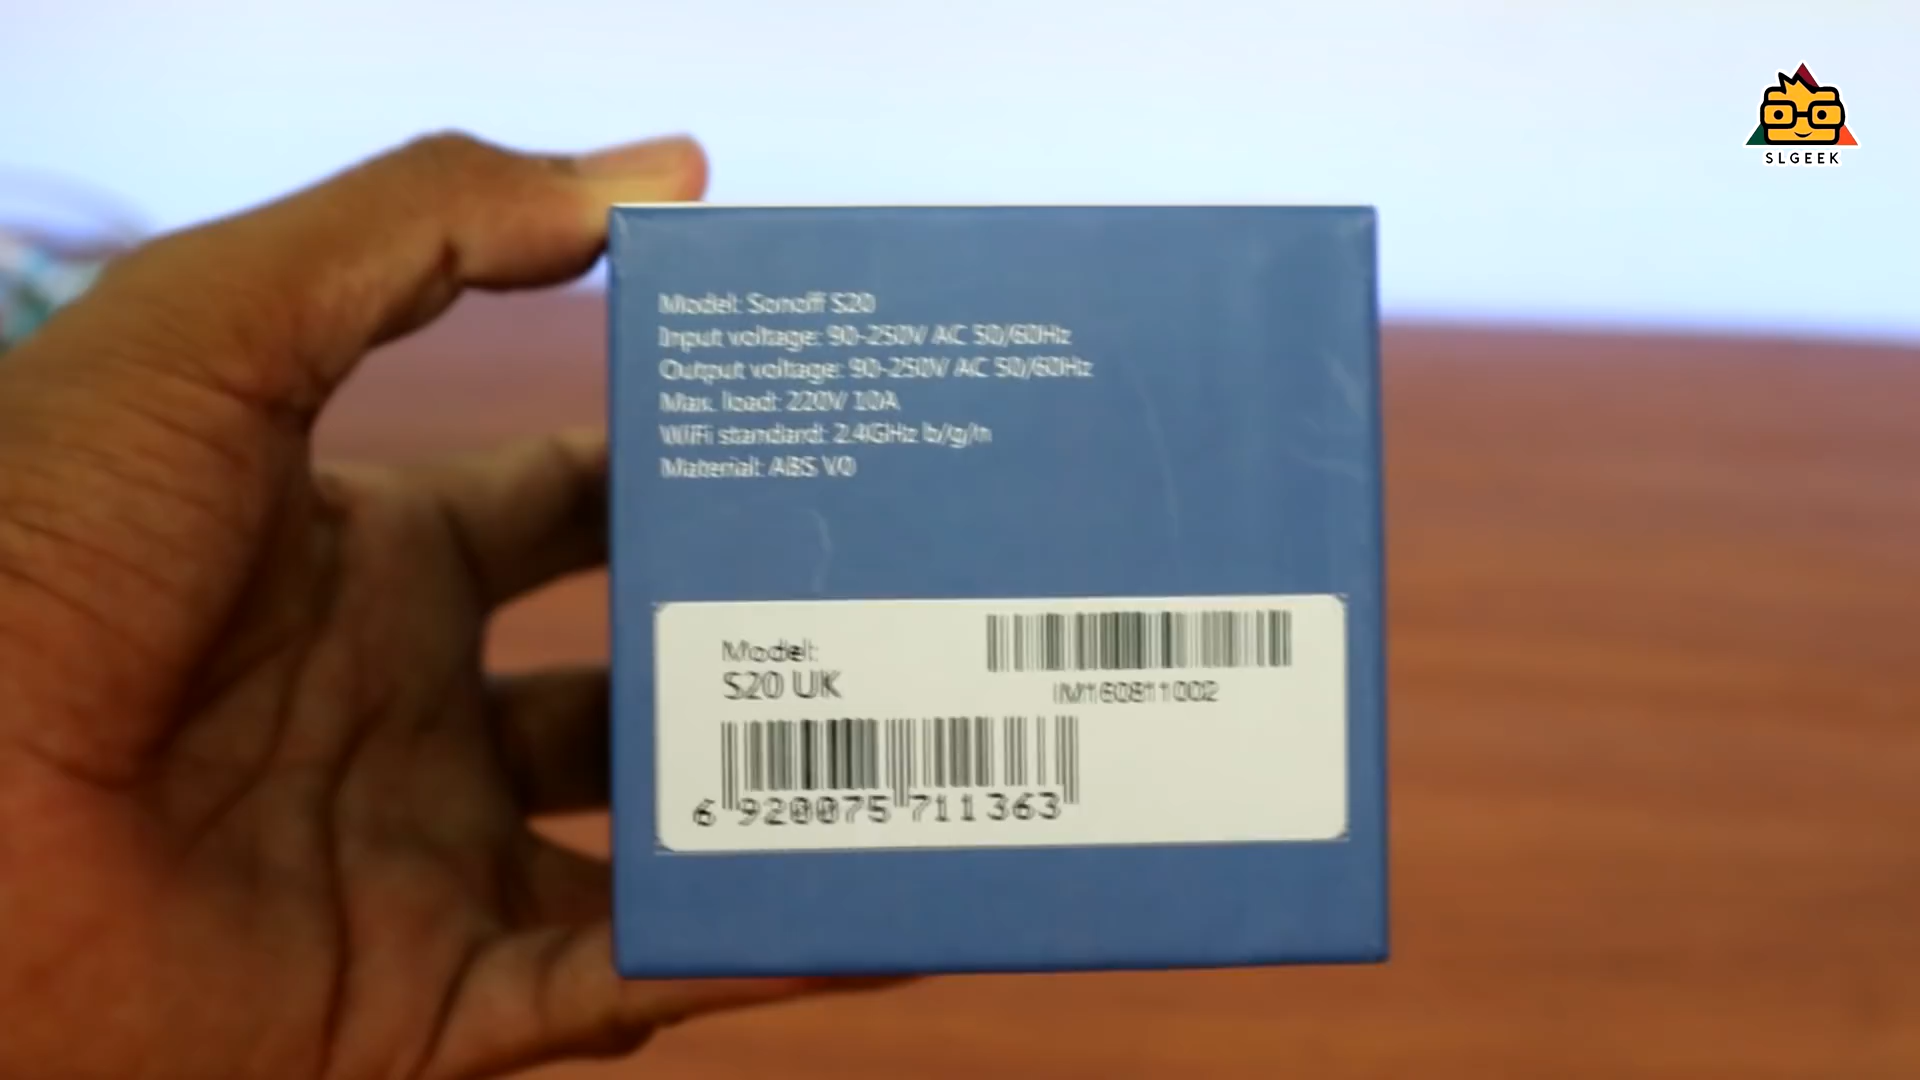 SLGEEK
Model: Sonoff S20
Input voltage: 90-250V AC 50/60Hz
Output voltage: 90-250V AC 50/60Hz
Max. load: 220V 10A
WiFi standard: 2.4GHz b/g/n
Material: ABS V0
Model:
S20 UK
IM160811002
6 920075 711363